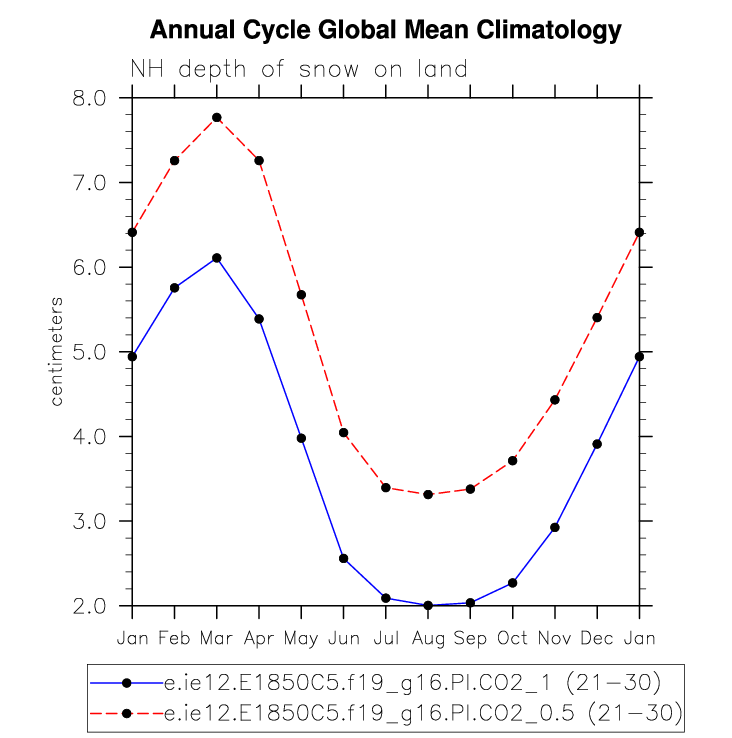 Annual Cycle Global Mean Climatology
NH depth of snow on land
8.0
7.0
6.0
5.0
4.0
3.0
2.0
centimeters
Jan Feb Mar Apr May Jun Jul Aug Sep Oct Nov Dec Jan
e.ie12.E1850C5.f19_g16.PI.CO2_1 (21-30)
e.ie12.E1850C5.f19_g16.PI.CO2_0.5 (21-30)